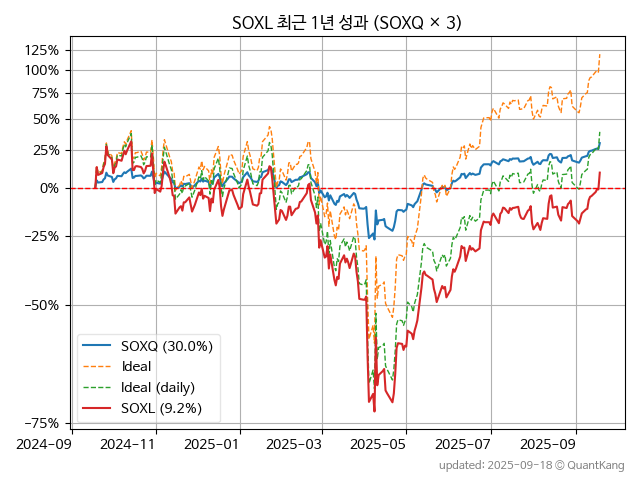 SOXL 최근 1년 성과 (SOXQ × 3)
125%
100%
75%
50%
25%
0%
−25%
−50%
−75%
SOXQ (30.0%)
Ideal
Ideal (daily)
SOXL (9.2%)
2024-09 2024-11 2025-01 2025-03 2025-05 2025-07 2025-09
updated: 2025-09-18 © QuantKang